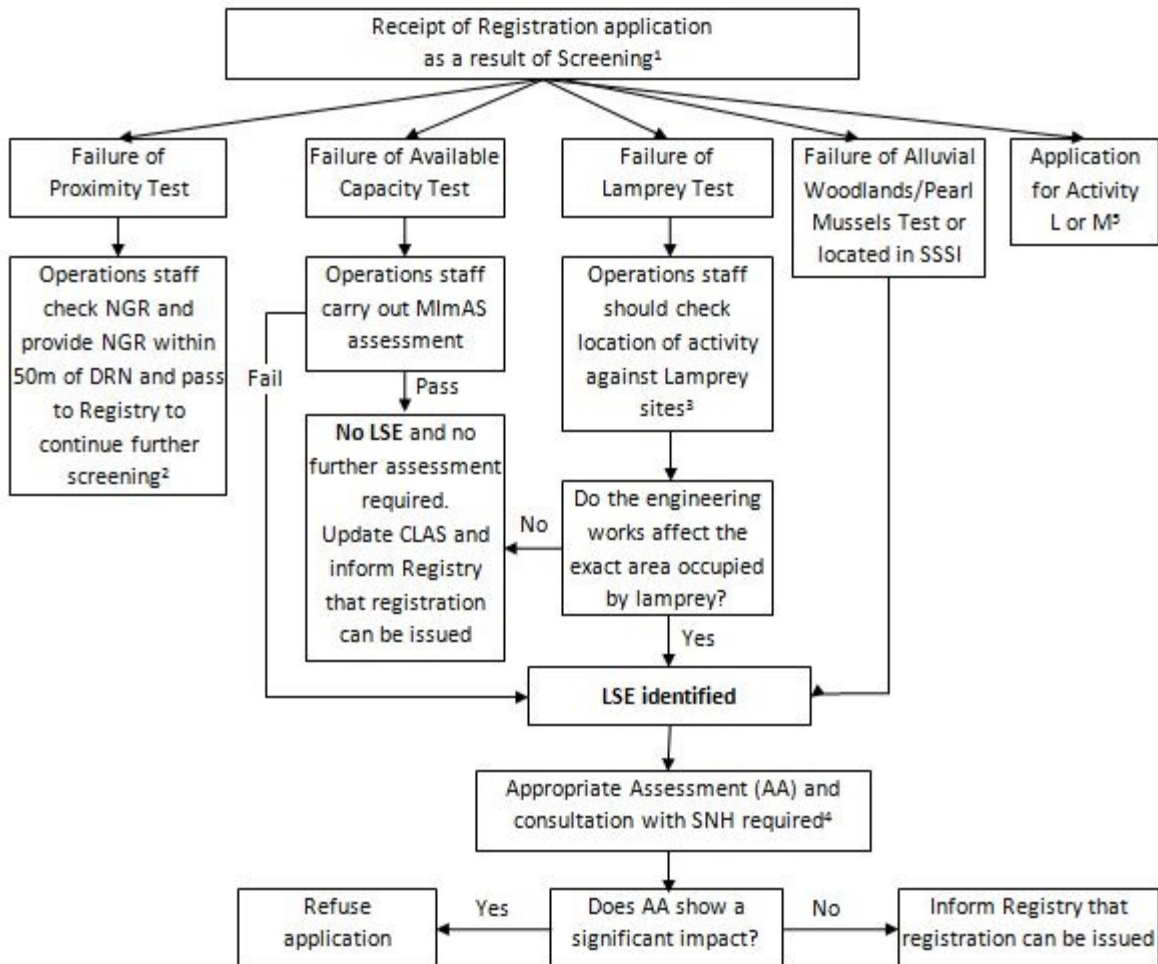 Receipt of Registration application
as a result of Screening¹
Failure of
Proximity Test
Failure of Available
Capacity Test
Failure of
Lamprey Test
Failure of Alluvial
Woodlands/Pearl
Mussels Test or
located in SSSI
Application
for Activity
L or M⁵
Operations staff
check NGR and
provide NGR within
50m of DRN and pass
to Registry to
continue further
screening²
Operations staff
carry out MImAS
assessment
Operations staff
should check
location of activity
against Lamprey
sites³
Fail
Pass
No LSE and no
further assessment
required.
Update CLAS and
inform Registry
that registration
can be issued
No
Do the engineering
works affect the
exact area occupied
by lamprey?
Yes
LSE identified
Appropriate Assessment (AA) and
consultation with SNH required⁴
Refuse
application
Yes
Does AA show a
significant impact?
No
Inform Registry that
registration can be issued